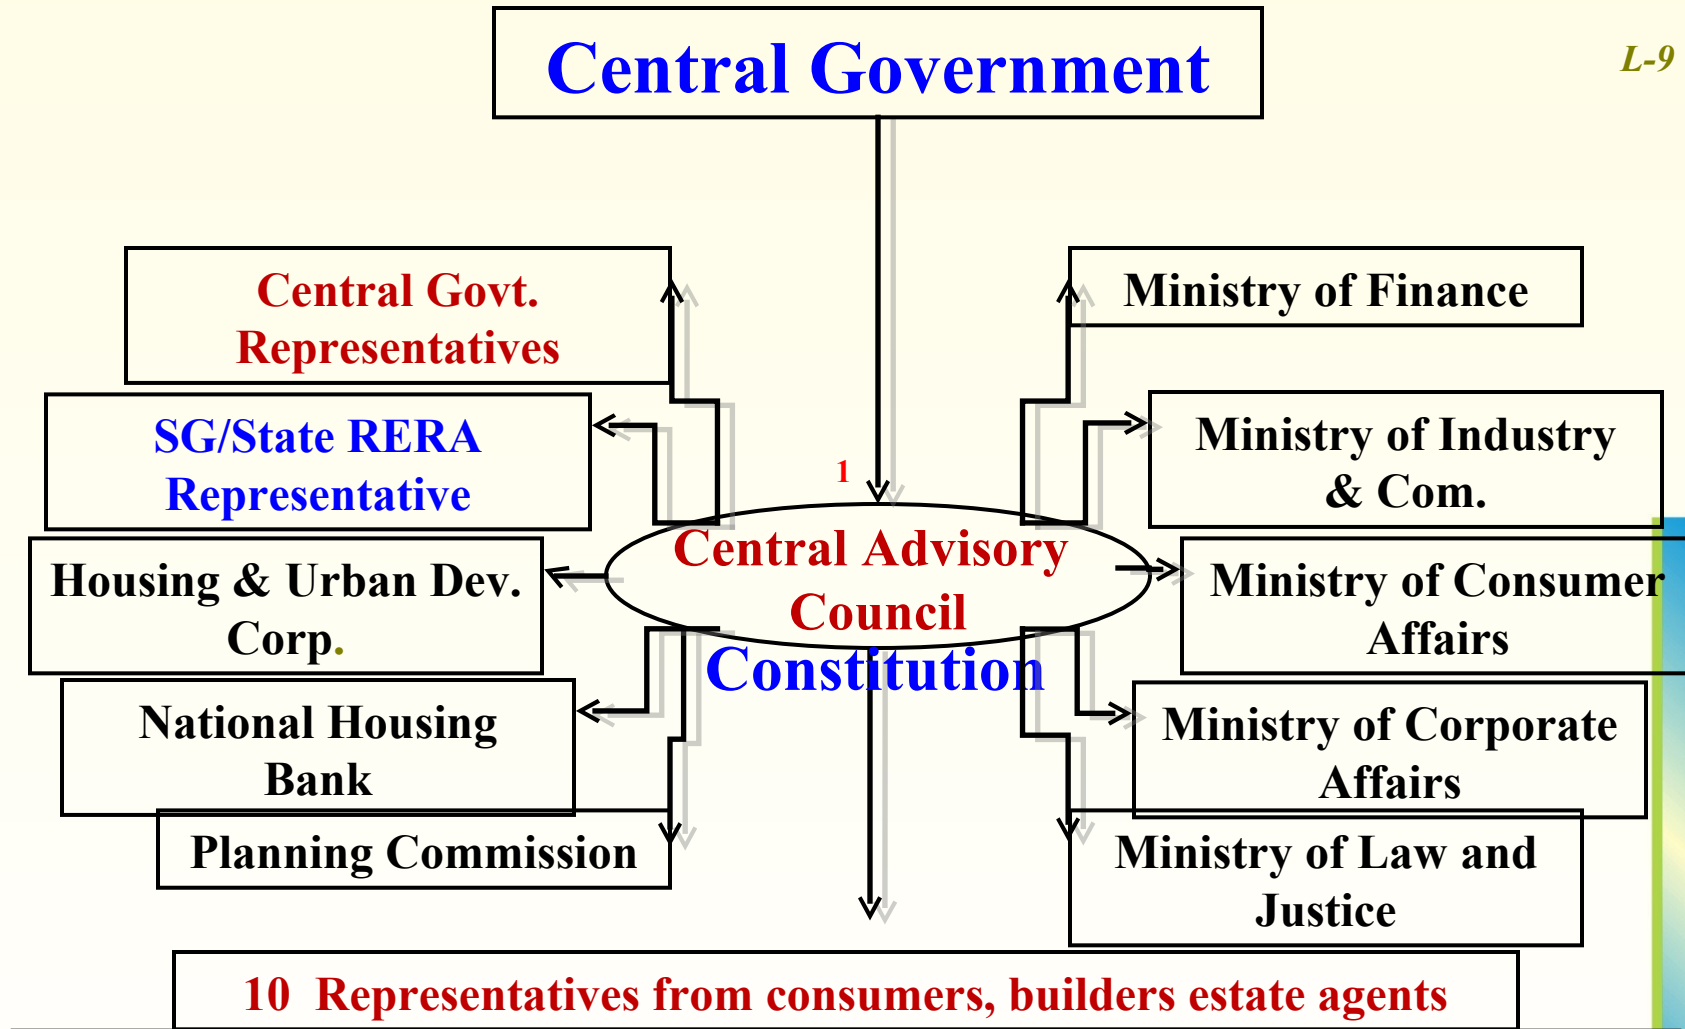 Central Government
L-9
Central Govt.
Representatives
Ministry of Finance
SG/State RERA
Representative
Ministry of Industry
& Com.
1
Central Advisory
Council
Constitution
Housing & Urban Dev.
Corp.
Ministry of Consumer
Affairs
National Housing
Bank
Ministry of Corporate
Affairs
Planning Commission
Ministry of Law and
Justice
10 Representatives from consumers, builders estate agents